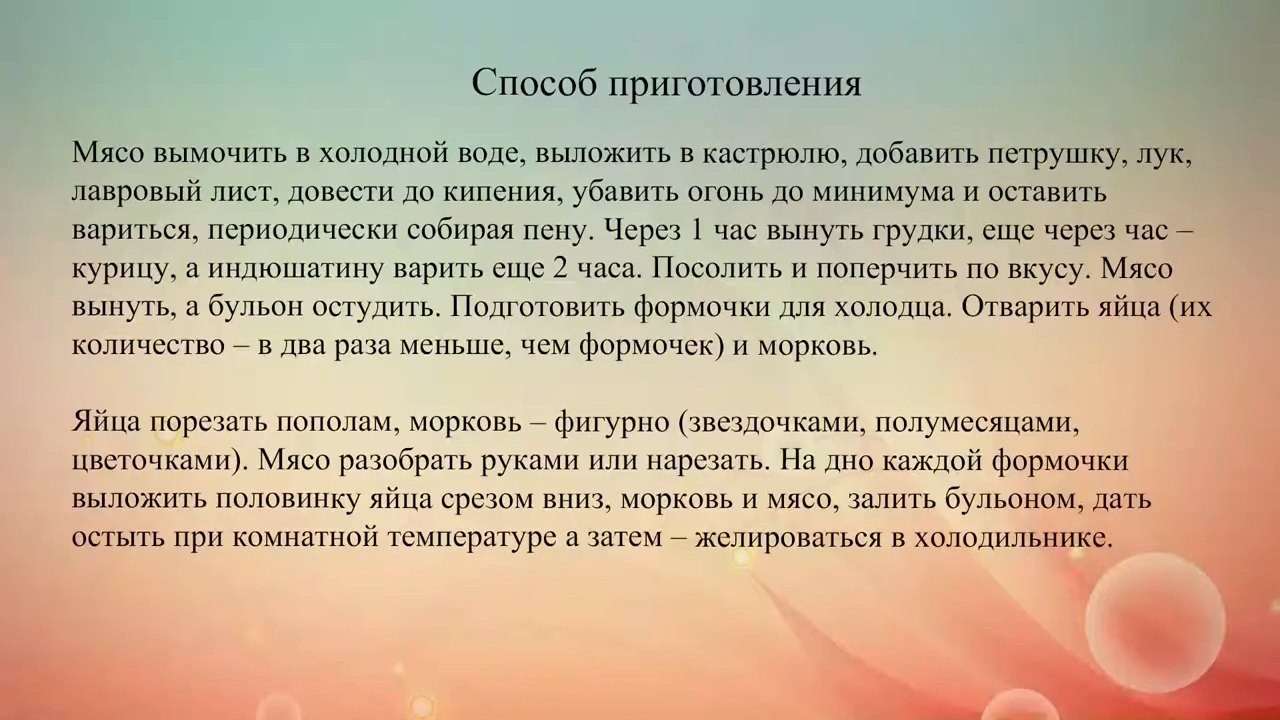 Способ приготовления
Мясо вымочить в холодной воде, выложить в кастрюлю, добавить петрушку, лук,
лавровый лист, довести до кипения, убавить огонь до минимума и оставить
вариться, периодически собирая пену. Через 1 час вынуть грудки, еще через час –
курицу, а индюшатину варить еще 2 часа. Посолить и поперчить по вкусу. Мясо
вынуть, а бульон остудить. Подготовить формочки для холодца. Отварить яйца (их
количество – в два раза меньше, чем формочек) и морковь.
Яйца порезать пополам, морковь – фигурно (звездочками, полумесяцами,
цветочками). Мясо разобрать руками или нарезать. На дно каждой формочки
выложить половинку яйца срезом вниз, морковь и мясо, залить бульоном, дать
остыть при комнатной температуре а затем – желироваться в холодильнике.